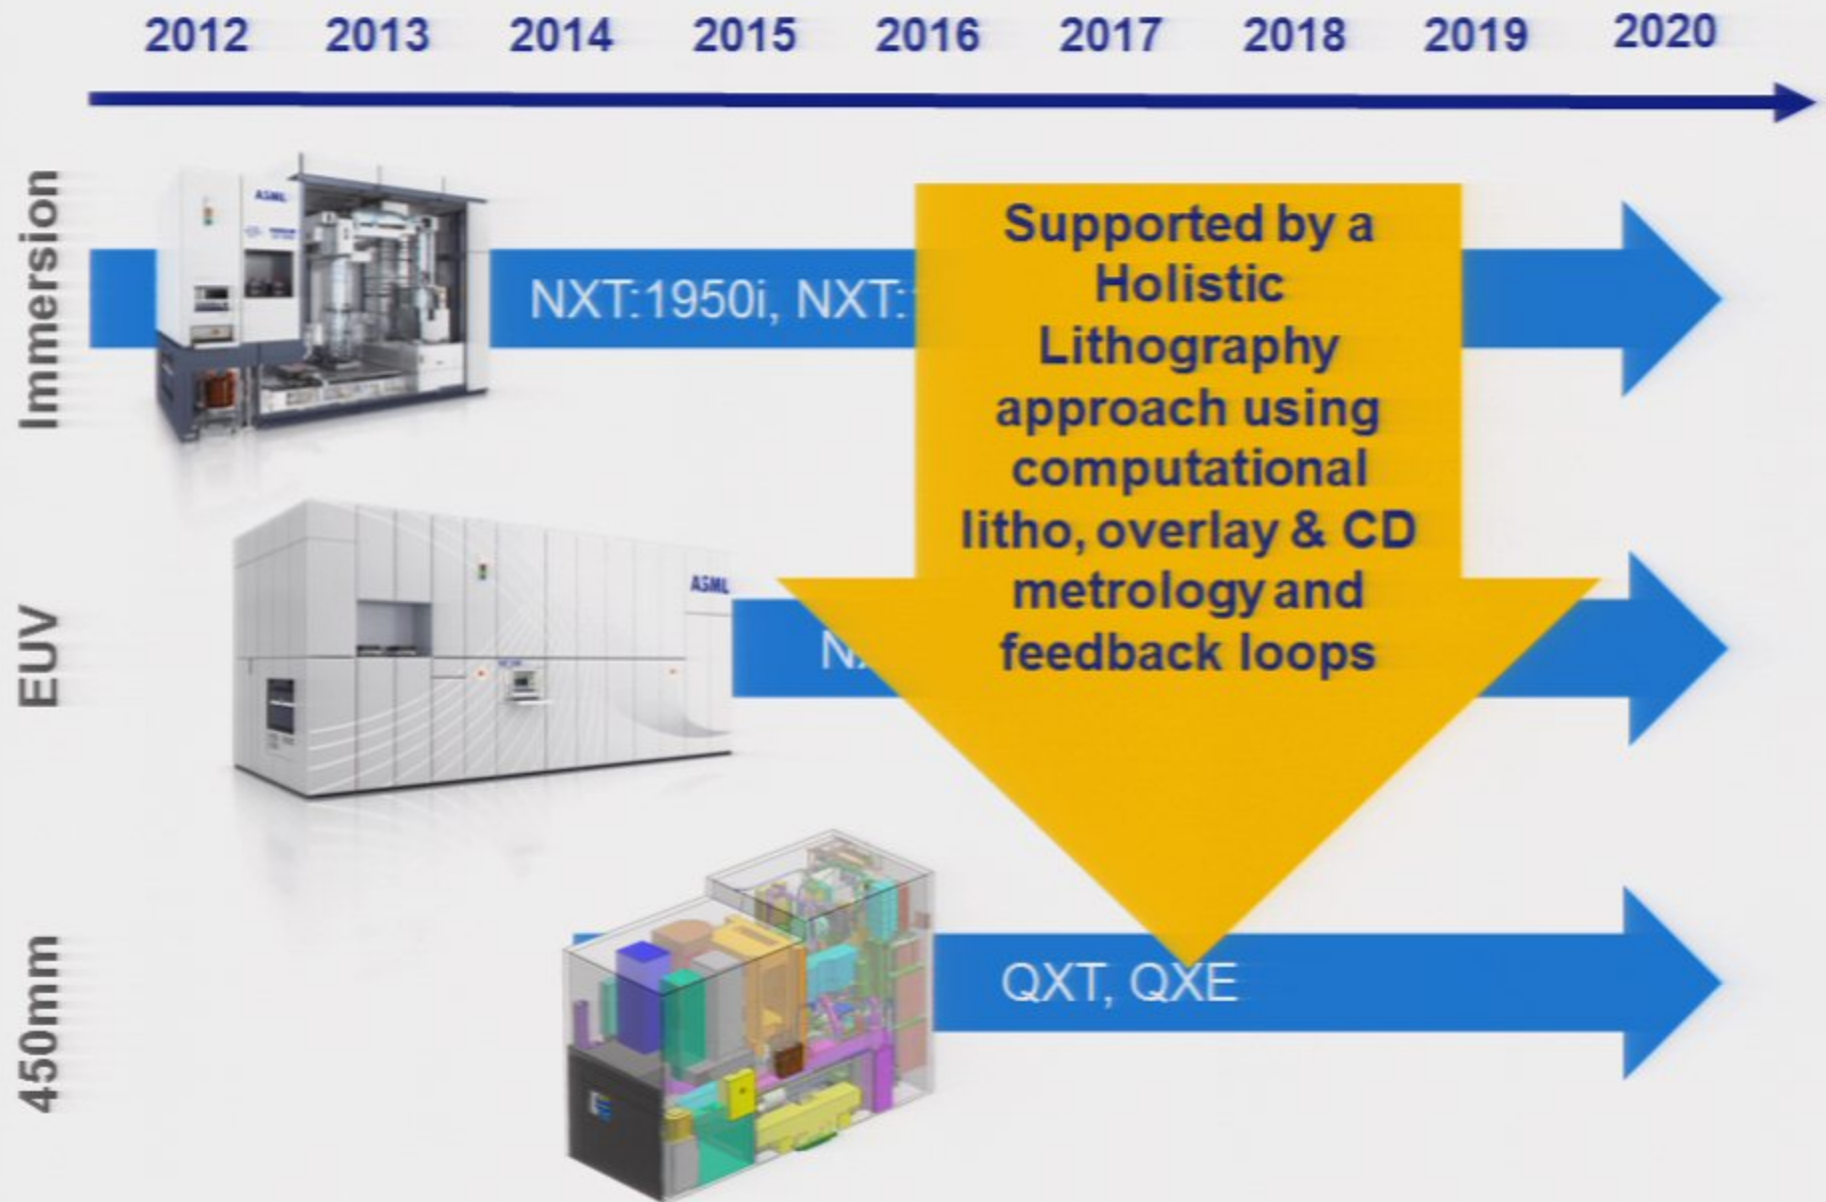 2012 2013 2014 2015 2016 2017 2018 2019 2020
Immersion
ASML
NXT:1950i, NXT:
Supported by a
Holistic
Lithography
approach using
computational
litho, overlay & CD
metrology and
feedback loops
EUV
ASML
450mm
QXT, QXE